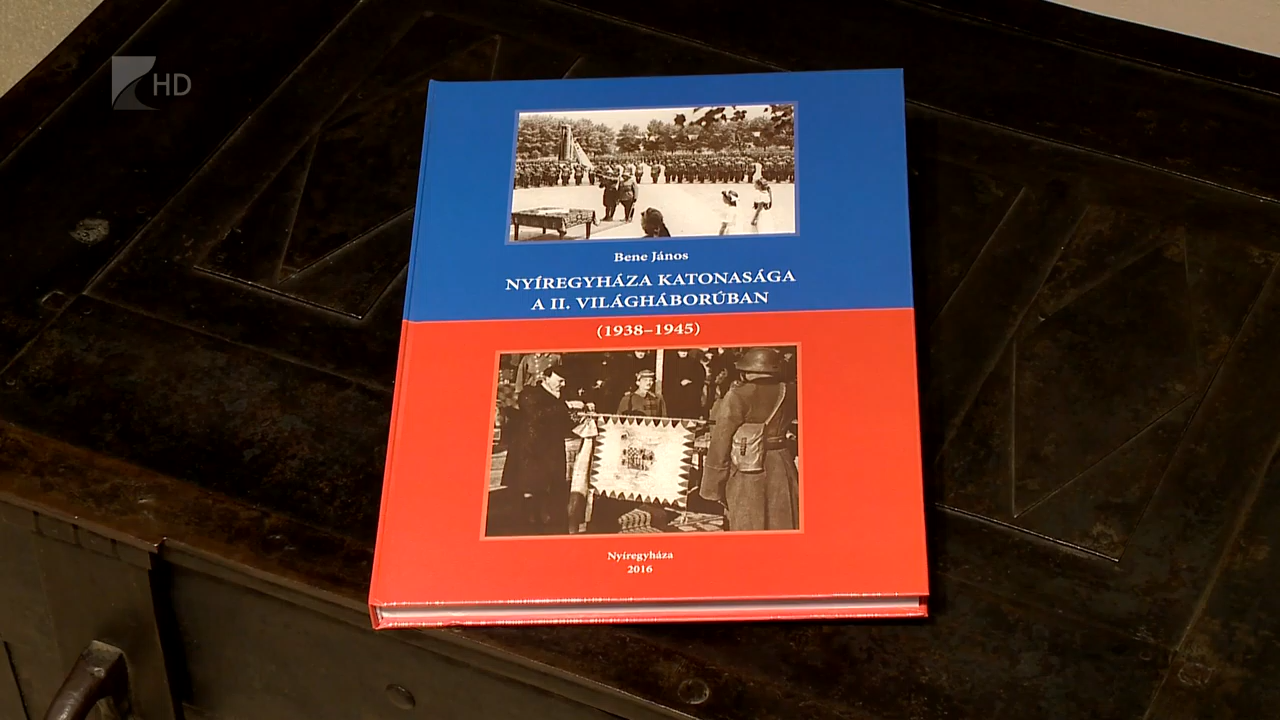 HD
Bene János
NYÍREGYHÁZA KATONASÁGA
A II. VILÁGHÁBORÚBAN
(1938–1945)
Nyíregyháza
2016